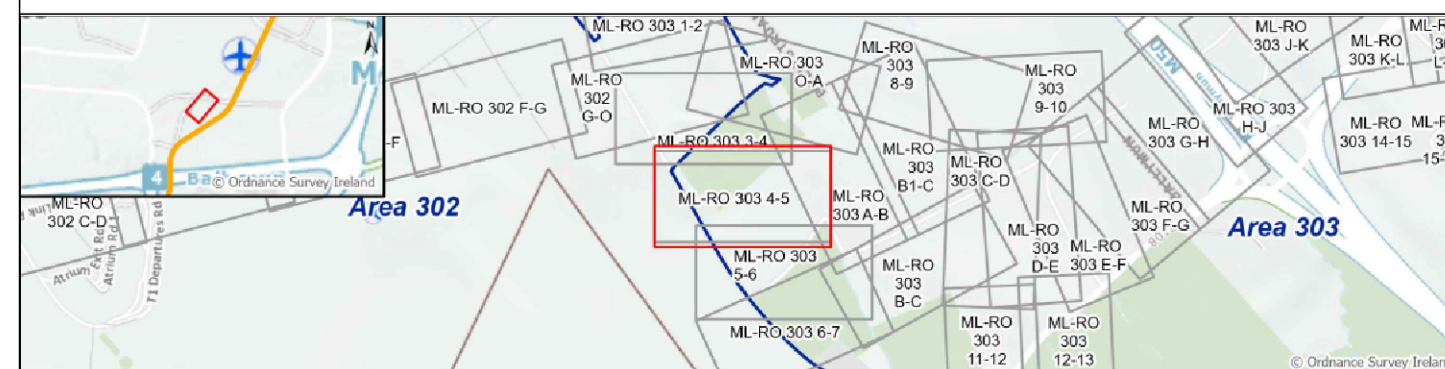 N
M
4
© Ordnance Survey Ireland
ML-RO 303 1-2
ML-RO 303
O-A
ML-RO
303
8-9
ML-RO
303
9-10
M50
ML-RO
303 J-K
ML-RO
303 K-L
ML-RO 302 F-G
ML-RO
302
G-O
-F
ML-RO 303
H-J
ML-RO
303 G-H
ML-RO
303 14-15
ML-RO 303 3-4
ML-RO
303
B1-C
ML-RO
303 C-D
ML-RO 303 4-5
ML-RO
303 A-B
ML-RO
302 C-D
Area 302
ML-RO
303 F-G
Area 303
ML-RO
303
D-E
ML-RO
303 E-F
Atrium
Exit Rd
Atrium Rd
T1 Departures Rd
ML-RO 303
5-6
ML-RO
303
B-C
ML-RO 303 6-7
ML-RO
303
11-12
ML-RO
303
12-13
© Ordnance Survey Irelan